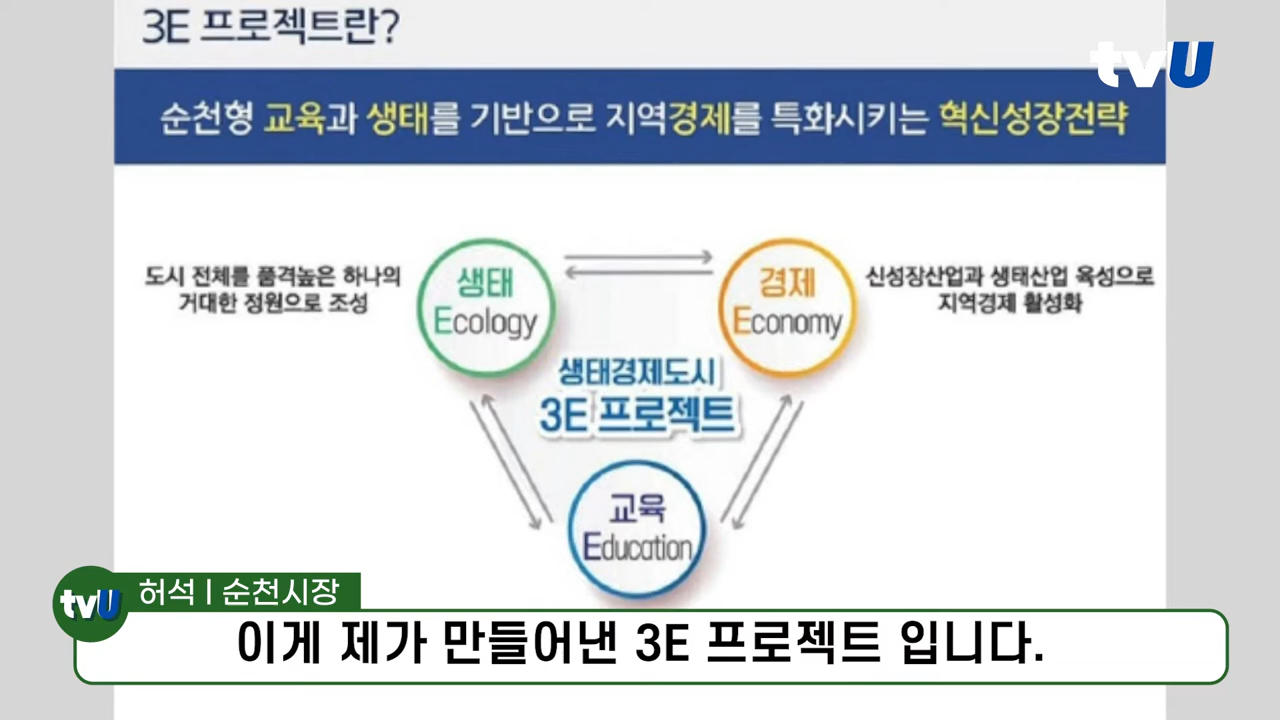 3E 프로젝트란?
tvU
순천형 교육과 생태를 기반으로 지역경제를 특화시키는 혁신성장전략
도시 전체를 품격높은 하나의
거대한 정원으로 조성
생태
Ecology
경제
Economy
신성장산업과 생태산업 육성으로
지역경제 활성화
생태경제도시
3E 프로젝트
교육
Education
tvU
허석 | 순천시장
이게 제가 만들어낸 3E 프로젝트 입니다.